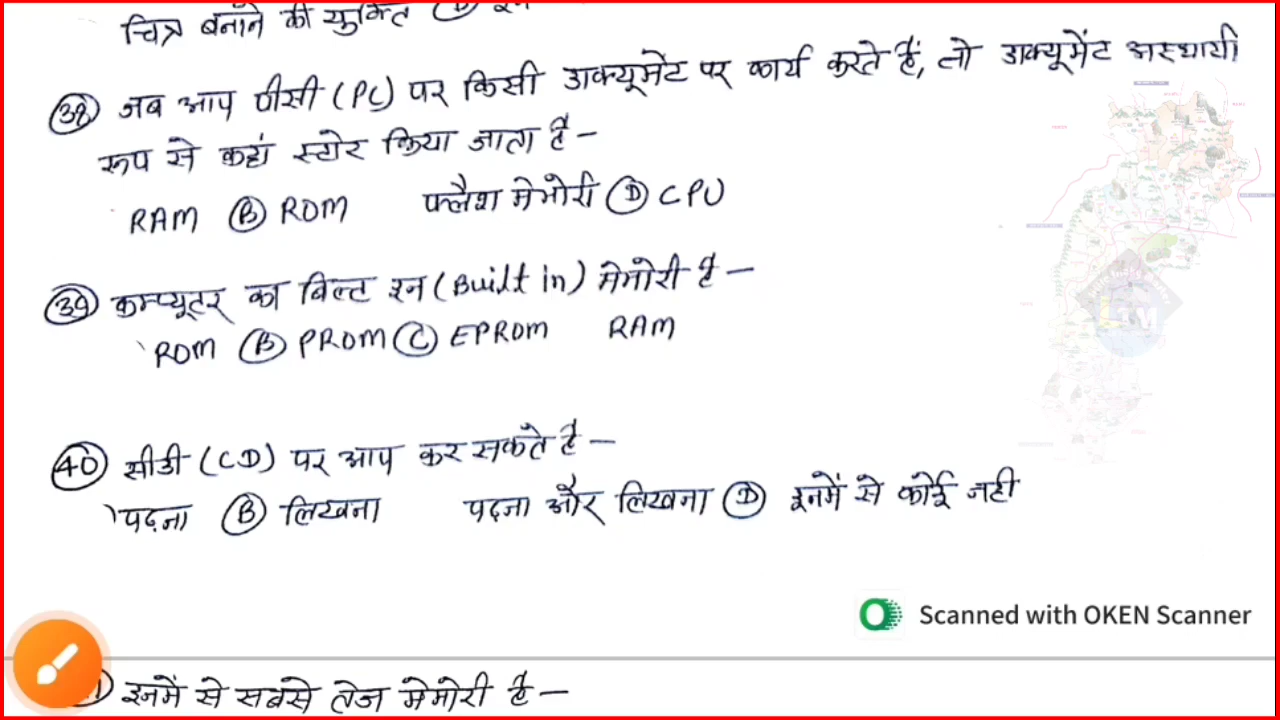 चित्र बनाने की युक्ति (D)
(38) जब आप पीसी (PC) पर किसी डाक्यूमेंट पर कार्य करते हैं, तो डाक्यूमेंट अस्थायी
रूप से कहां स्टोर किया जाता है –
RAM (B) ROM फ्लैश मेमोरी (D) CPU
(39) कम्प्यूटर का बिल्ट इन (Built in) मेमोरी है –
ROM (B) PROM (C) EPROM RAM
(40) सीडी (CD) पर आप कर सकते है –
पढ़ना (B) लिखना पढ़ना और लिखना (D) इनमें से कोई नही
Scanned with OKEN Scanner
इनमें से सबसे तेज मेमोरी है –